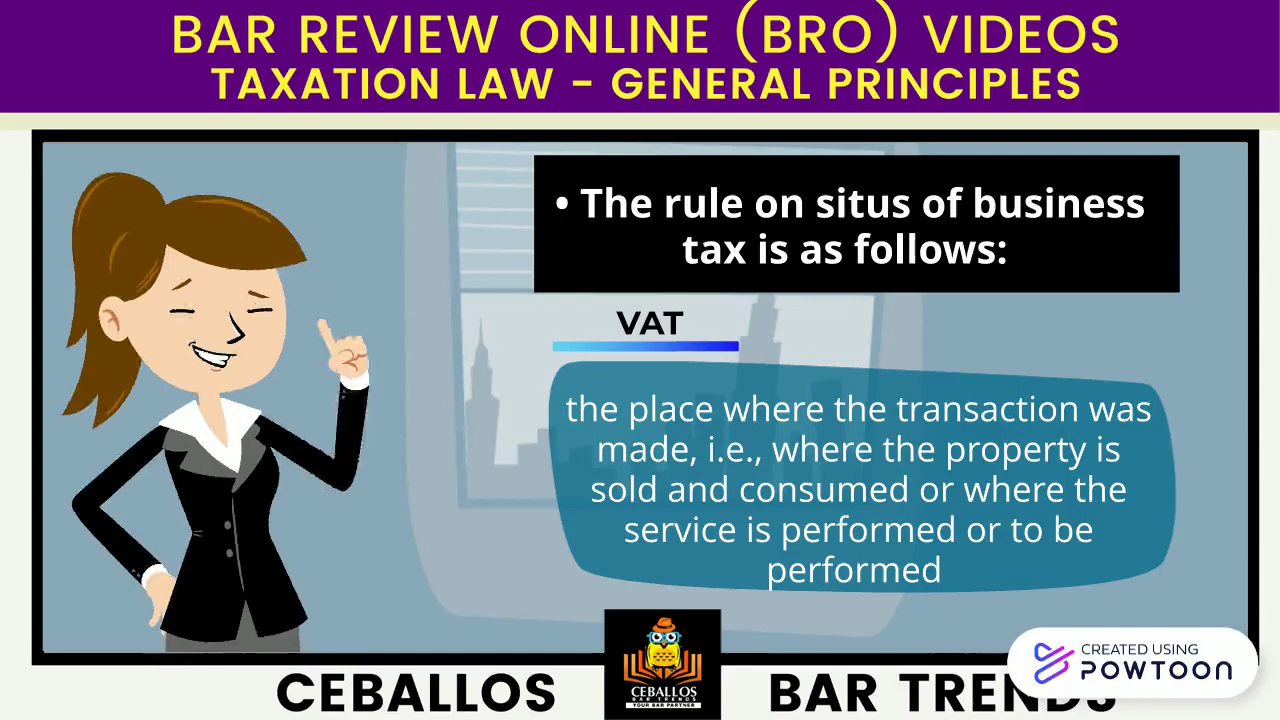 BAR REVIEW ONLINE (BRO) VIDEOS
TAXATION LAW - GENERAL PRINCIPLES
• The rule on situs of business
tax is as follows:
VAT
the place where the transaction was
made, i.e., where the property is
sold and consumed or where the
service is performed or to be
performed
CEBALLOS
CEBALLOS
BAR TRENDS
YOUR BAR PARTNER
BAR TRENDS
CREATED USING
POWTOON